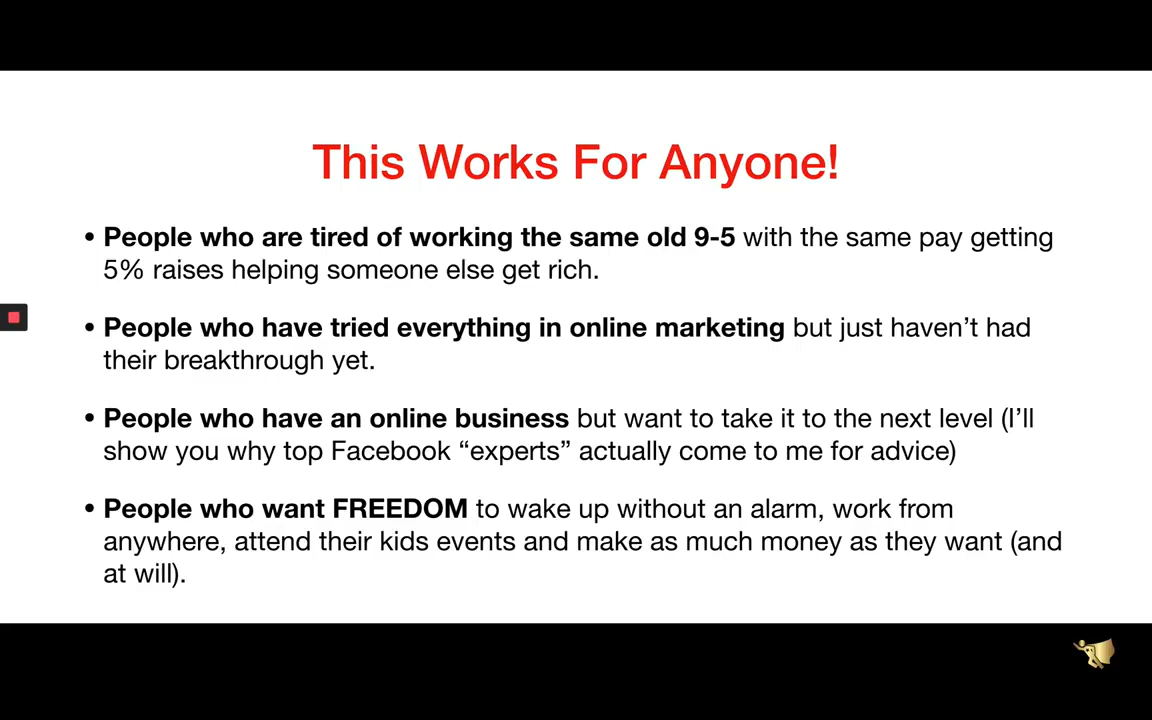 This Works For Anyone!
• People who are tired of working the same old 9-5 with the same pay getting
5% raises helping someone else get rich.
• People who have tried everything in online marketing but just haven’t had
their breakthrough yet.
• People who have an online business but want to take it to the next level (I’ll
show you why top Facebook “experts” actually come to me for advice)
• People who want FREEDOM to wake up without an alarm, work from
anywhere, attend their kids events and make as much money as they want (and
at will).